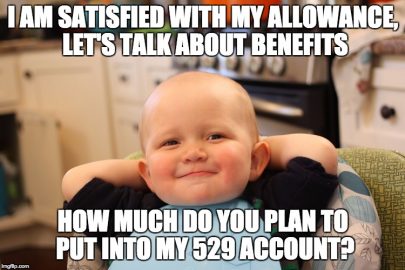 I AM SATISFIED WITH MY ALLOWANCE,
LET'S TALK ABOUT BENEFITS
HOW MUCH DO YOU PLAN TO
PUT INTO MY 529 ACCOUNT?
imgflip.com